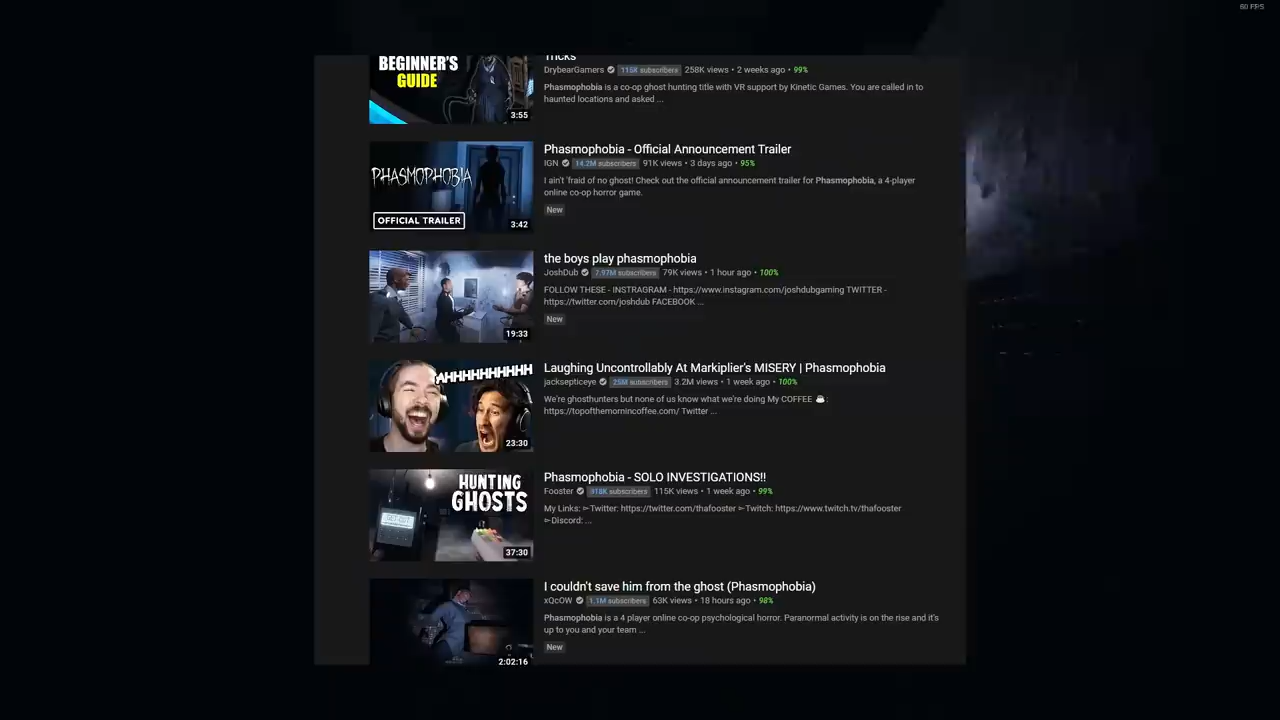 60 FPS
BEGINNER'S
GUIDE
3:55
Tricks
DrybearGamers 115K subscribers 258K views • 2 weeks ago • 99%
Phasmophobia is a co-op ghost hunting title with VR support by Kinetic Games. You are called in to
haunted locations and asked ...
PHASMOPHOBIA
OFFICIAL TRAILER
3:42
Phasmophobia - Official Announcement Trailer
IGN 14.2M subscribers 91K views • 3 days ago • 95%
I ain't 'fraid of no ghost! Check out the official announcement trailer for Phasmophobia, a 4-player
online co-op horror game.
New
19:33
the boys play phasmophobia
JoshDub 7.97M subscribers 79K views • 1 hour ago • 100%
FOLLOW THESE - INSTRAGRAM - https://www.instagram.com/joshdubgaming TWITTER -
https://twitter.com/joshdub FACEBOOK ...
New
AHHHHHHHHHH
23:30
Laughing Uncontrollably At Markiplier's MISERY | Phasmophobia
jacksepticeye 25M subscribers 3.2M views • 1 week ago • 100%
We're ghosthunters but none of us know what we're doing My COFFEE ☕ :
https://topofthemornincoffee.com/ Twitter ...
HUNTING
GHOSTS
GET OUT
37:30
Phasmophobia - SOLO INVESTIGATIONS!!
Fooster 318K subscribers 115K views • 1 week ago • 99%
My Links: ➳Twitter: https://twitter.com/thafooster ➳Twitch: https://www.twitch.tv/thafooster
➳Discord: ...
2:02:16
I couldn't save him from the ghost (Phasmophobia)
xQcOW 1.1M subscribers 63K views • 18 hours ago • 98%
Phasmophobia is a 4 player online co-op psychological horror. Paranormal activity is on the rise and it's
up to you and your team ...
New